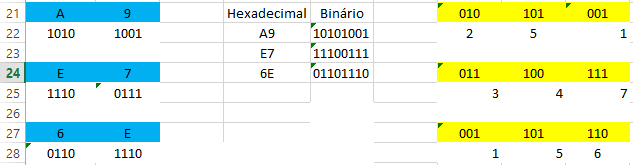 21 A 9 Hexadecimal Binário 010 101 001
22 1010 1001 A9 10101001 2 5 1
23 E7 11100111
24 E 7 6E 01101110 011 100 111
25 1110 0111 3 4 7
26
27 6 E 001 101 110
28 0110 1110 1 5 6